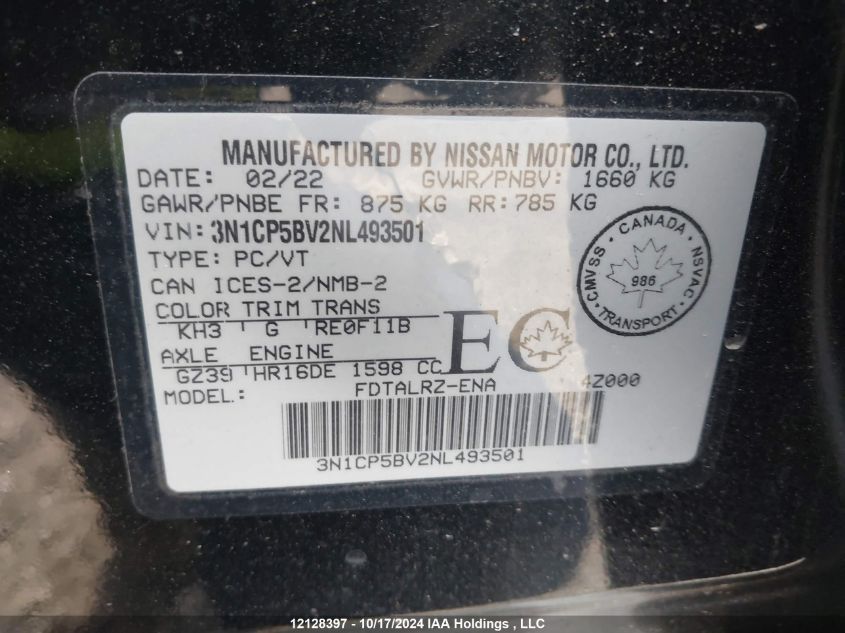 MANUFACTURED BY NISSAN MOTOR CO., LTD.
DATE: 02/22 GVWR/PNBV: 1660 KG
GAWR/PNBE FR: 875 KG RR: 785 KG
VIN: 3N1CP5BV2NL493501
TYPE: PC/VT
CAN ICES-2/NMB-2
COLOR TRIM TRANS
KH3 G RE0F11B
AXLE ENGINE
GZ39 HR16DE 1598 CC
MODEL: FDTALRZ-ENA 4Z000
EC
CANADA
CMVSS
NSVAC
986
TRANSPORT
3N1CP5BV2NL493501
12128397 - 10/17/2024 IAA Holdings , LLC